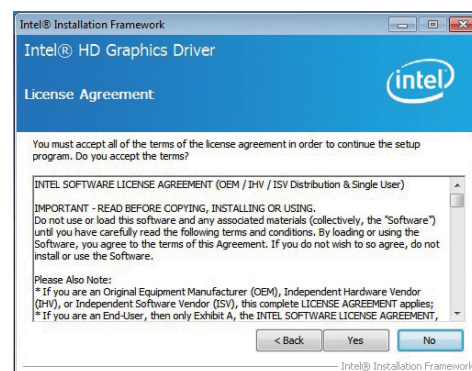 Intel® Installation Framework
Intel® HD Graphics Driver
License Agreement
intel
You must accept all of the terms of the license agreement in order to continue the setup
program. Do you accept the terms?
INTEL SOFTWARE LICENSE AGREEMENT (OEM / IHV / ISV Distribution & Single User)
IMPORTANT - READ BEFORE COPYING, INSTALLING OR USING.
Do not use or load this software and any associated materials (collectively, the "Software")
until you have carefully read the following terms and conditions. By loading or using the
Software, you agree to the terms of this Agreement. If you do not wish to so agree, do not
install or use the Software.
Please Also Note:
* If you are an Original Equipment Manufacturer (OEM), Independent Hardware Vendor
(IHV), or Independent Software Vendor (ISV), this complete LICENSE AGREEMENT applies;
* If you are an End-User, then only Exhibit A, the INTEL SOFTWARE LICENSE AGREEMENT,
< Back Yes No
Intel® Installation Framework